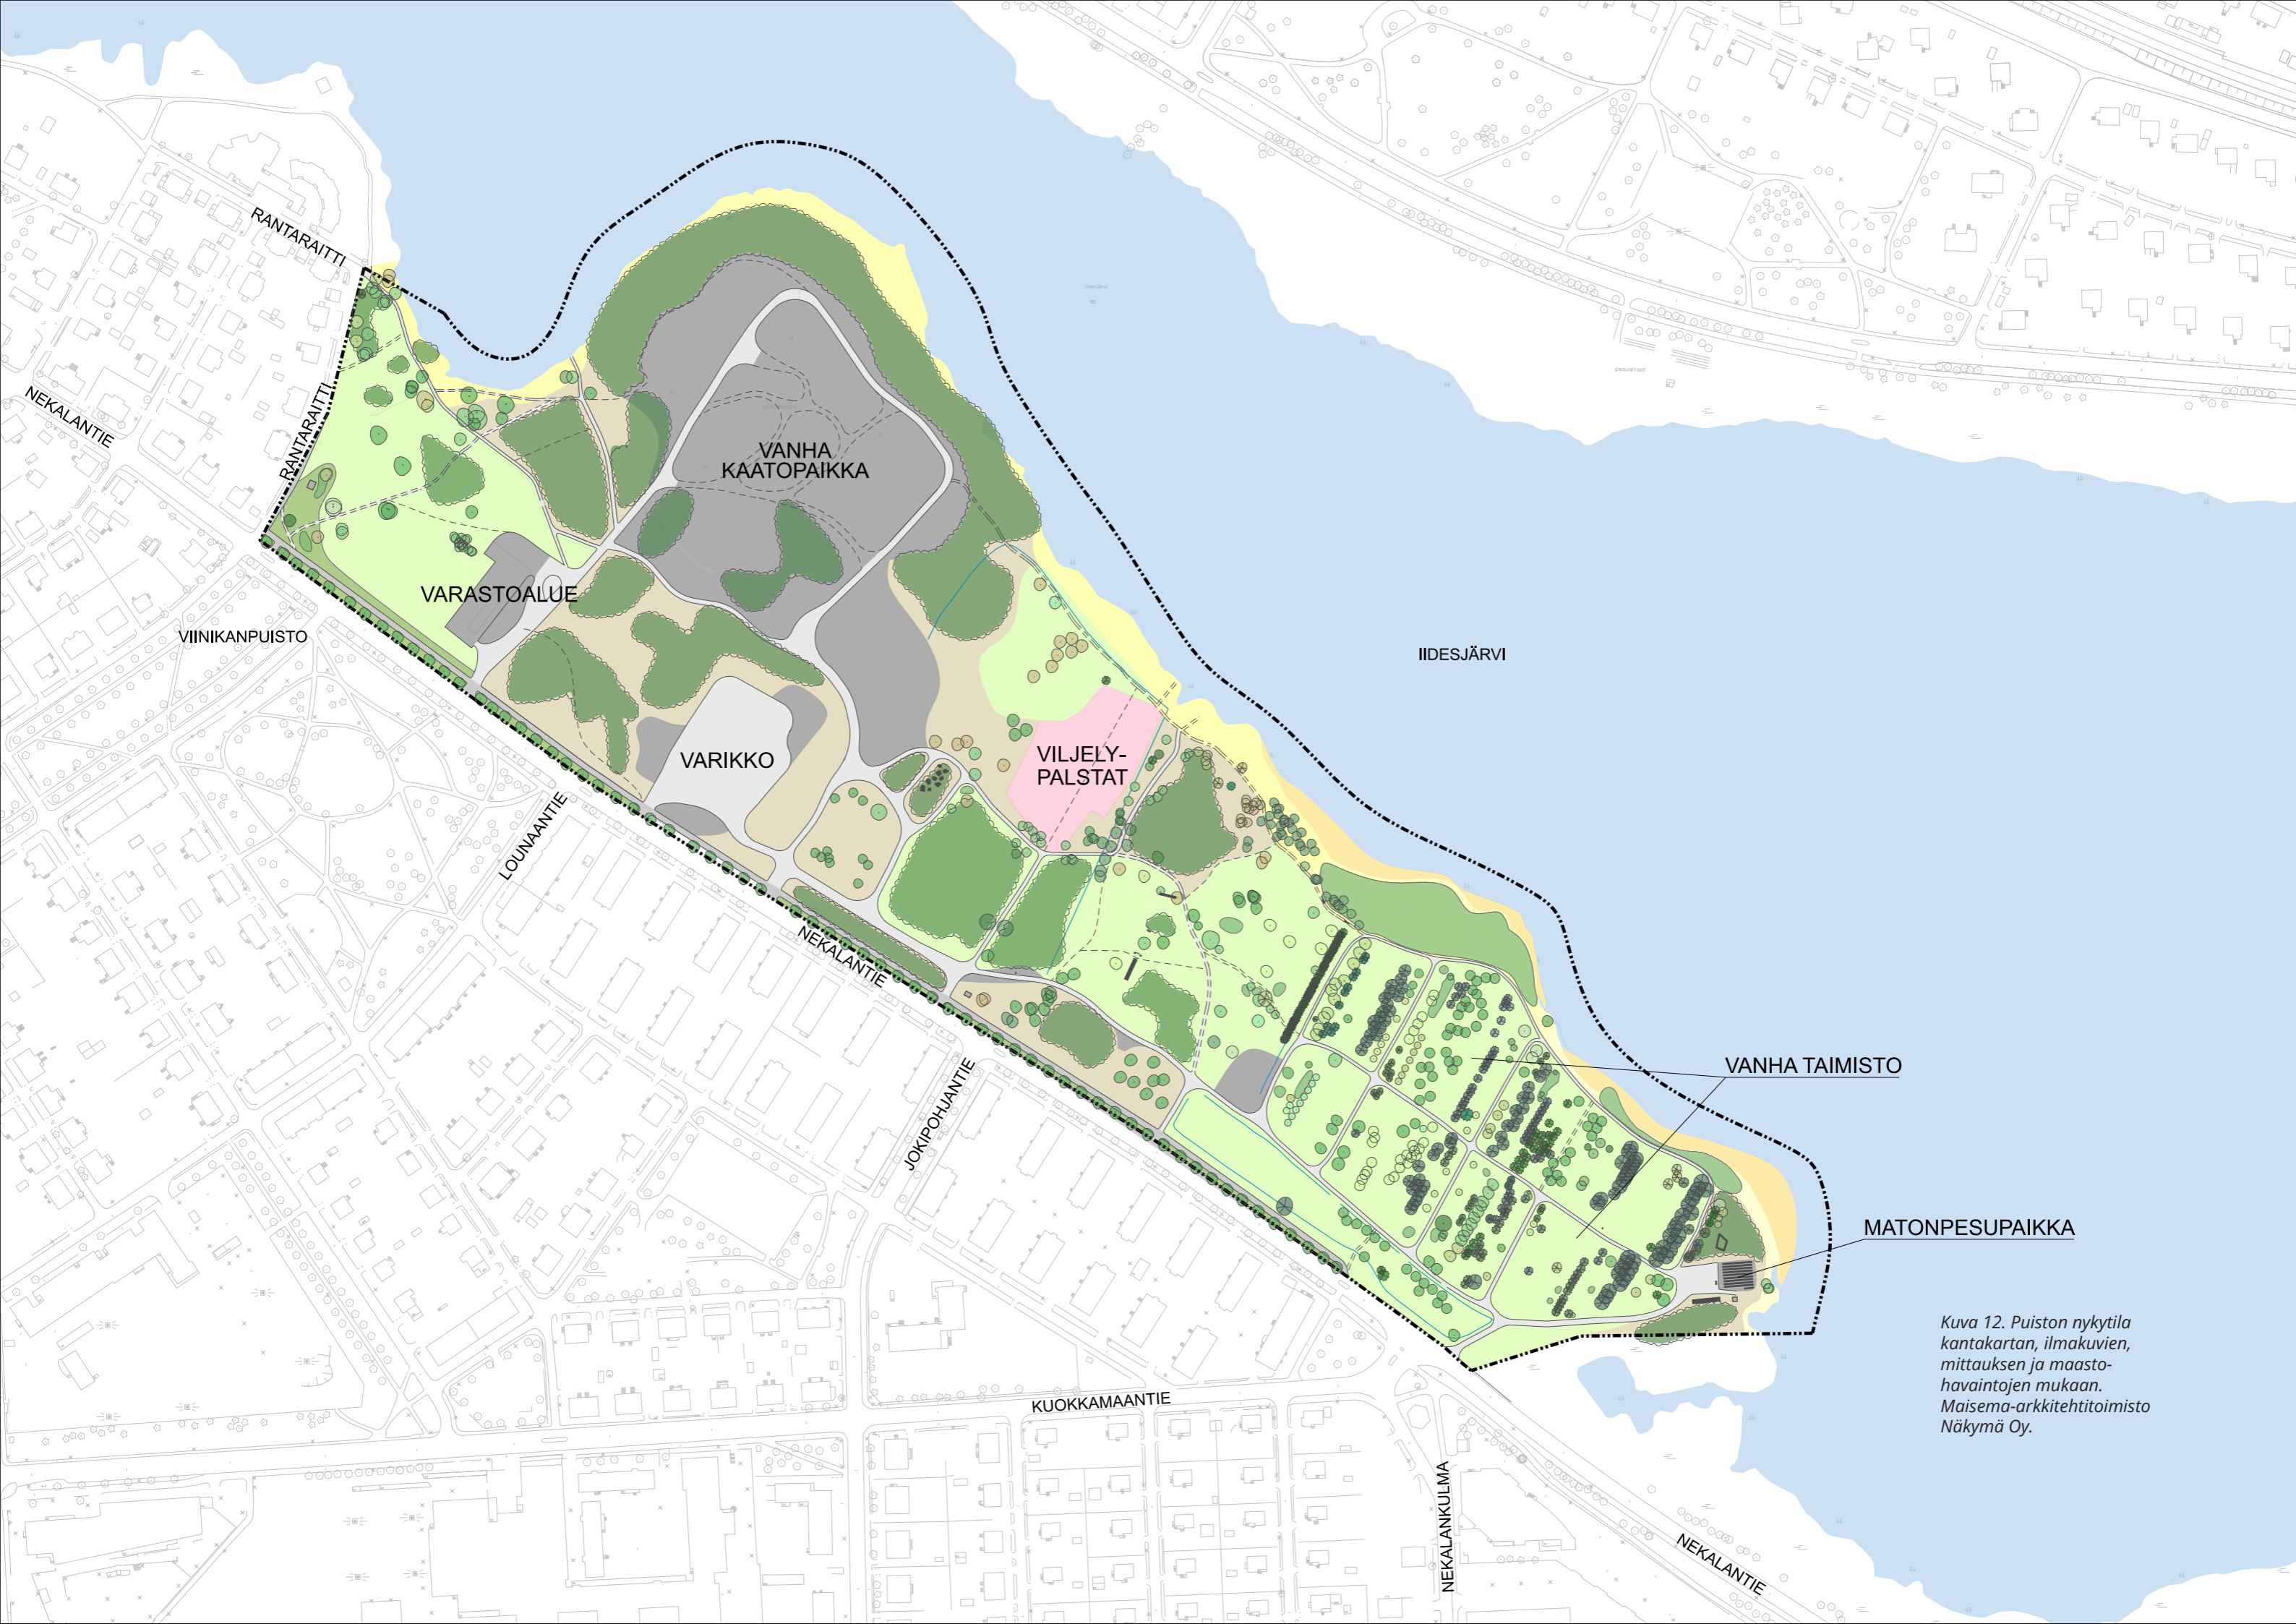 RANTARAITTI
NEKALANTIE
RANTARAITTI
VANHA
KAATOPAIKKA
VARASTOALUE
VIINIKANPUISTO
IIDESJÄRVI
VARIKKO
VILJELY-
PALSTAT
LOUNAANTIE
NEKALANTIE
JOKIPOHJANTIE
VANHA TAIMISTO
MATONPESUPAIKKA
Kuva 12. Puiston nykytila
kantakartan, ilmakuvien,
mittauksen ja maasto-
havaintojen mukaan.
Maisema-arkkitehtitoimisto
Näkymä Oy.
KUOKKAMAANTIE
NEKALANKULMA
NEKALANTIE